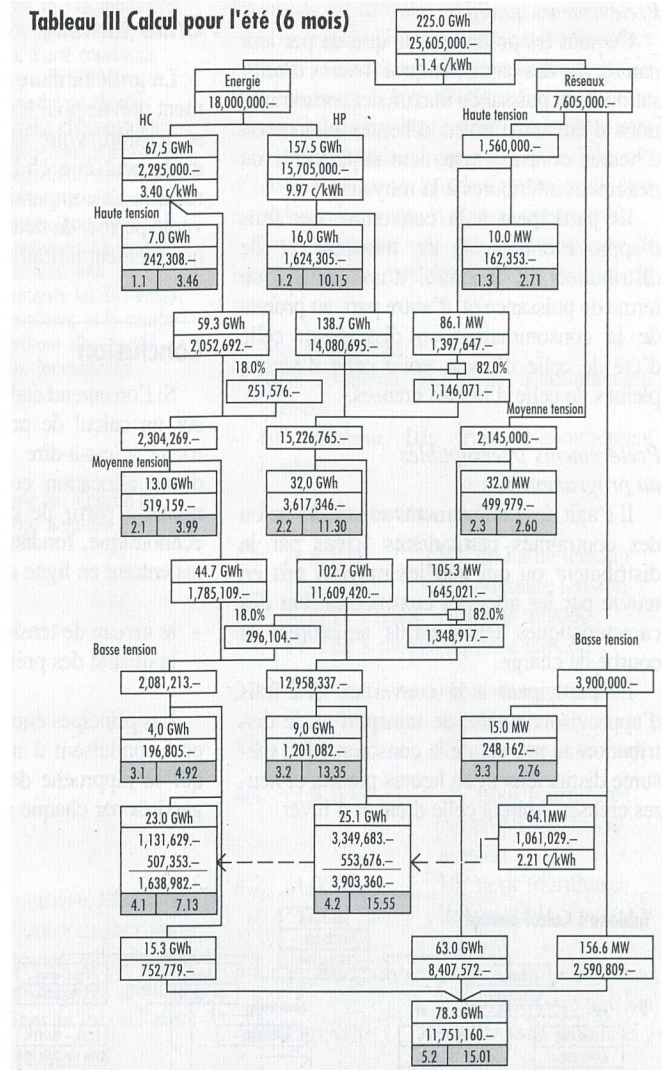 Tableau III Calcul pour l'été (6 mois)
225.0 GWh
25,605,000.–
11.4 c/kWh
Energie
18,000,000.–
Réseaux
7,605,000.–
HC
HP
Haute tension
67,5 GWh
2,295,000.–
3.40 c/kWh
157.5 GWh
15,705,000.–
9.97 c/kWh
1,560,000.–
Haute tension
7.0 GWh
242,308.–
1.1 3.46
16,0 GWh
1,624,305.–
1.2 10.15
10.0 MW
162,353.–
1.3 2.71
59.3 GWh
2,052,692.–
138.7 GWh
14,080,695.–
86.1 MW
1,397,647.–
18.0%
82.0%
251,576.–
1,146,071.–
Moyenne tension
2,304,269.–
15,226,765.–
2,145,000.–
Moyenne tension
13.0 GWh
519,159.–
2.1 3.99
32,0 GWh
3,617,346.–
2.2 11.30
32.0 MW
499,979.–
2.3 2.60
44.7 GWh
1,785,109.–
102.7 GWh
11,609,420.–
105.3 MW
1645,021.–
18.0%
82.0%
296,104.–
1,348,917.–
Basse tension
Basse tension
2,081,213.–
12,958,337.–
3,900,000.–
4,0 GWh
196,805.–
3.1 4.92
9,0 GWh
1,201,082.–
3.2 13,35
15.0 MW
248,162.–
3.3 2.76
23.0 GWh
1,131,629.–
507,353.–
1,638,982.–
4.1 7.13
25.1 GWh
3,349,683.–
553,676.–
3,903,360.–
4.2 15.55
64.1MW
1,061,029.–
2.21 C/kWh
15.3 GWh
752,779.–
63.0 GWh
8,407,572.–
156.6 MW
2,590,809.–
78.3 GWh
11,751,160.–
5.2 15.01